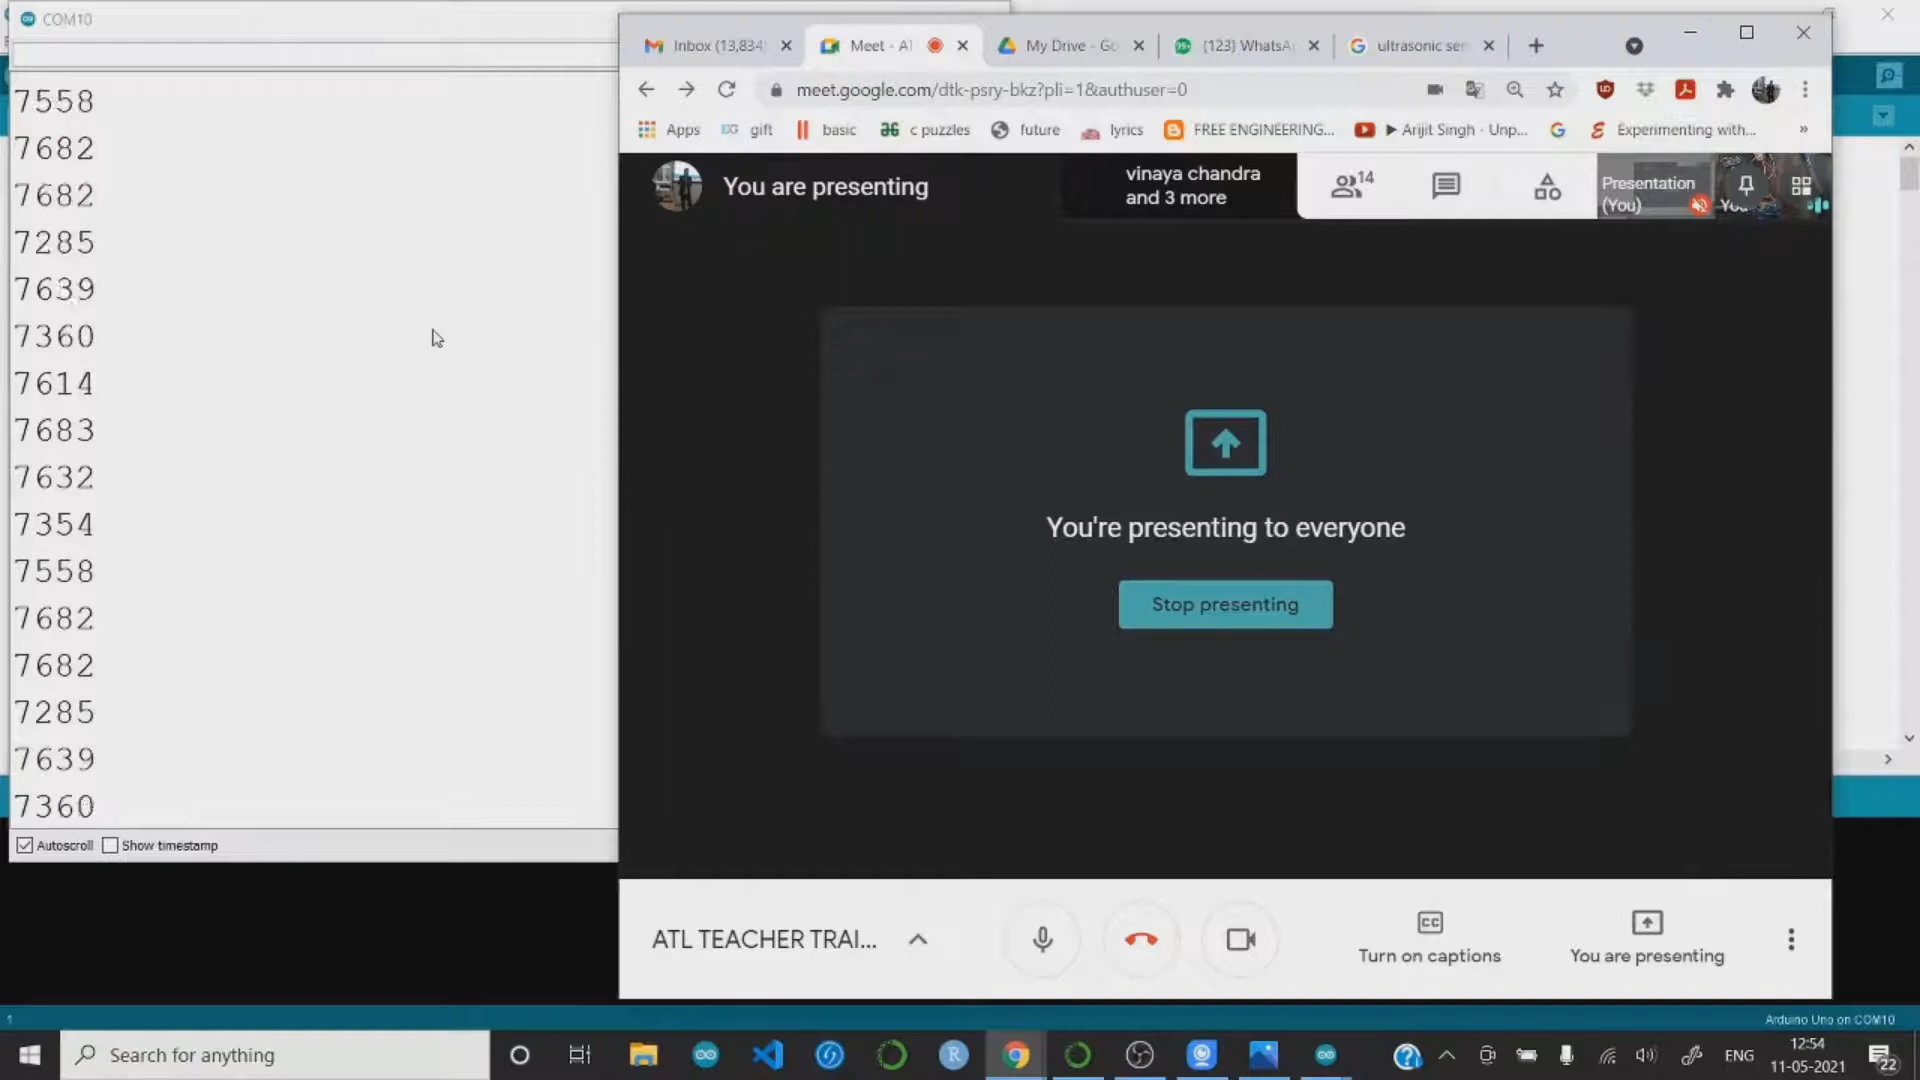 COM10
7558
7682
7682
7285
7639
7360
7614
7683
7632
7354
7558
7682
7682
7285
7639
7360
Autoscroll Show timestamp
Inbox (13,834) Meet - AT My Drive - Go (123) WhatsA ultrasonic sen
meet.google.com/dtk-psry-bkz?pli=1&authuser=0
Apps gift basic c puzzles future lyrics FREE ENGINEERING... ▶ Arijit Singh - Unp... Experimenting with... »
You are presenting
vinaya chandra
and 3 more
14
Presentation
(You)
You're presenting to everyone
Stop presenting
ATL TEACHER TRAI...
Turn on captions
You are presenting
1
Arduino Uno on COM10
Search for anything
ENG
12:54
11-05-2021
22